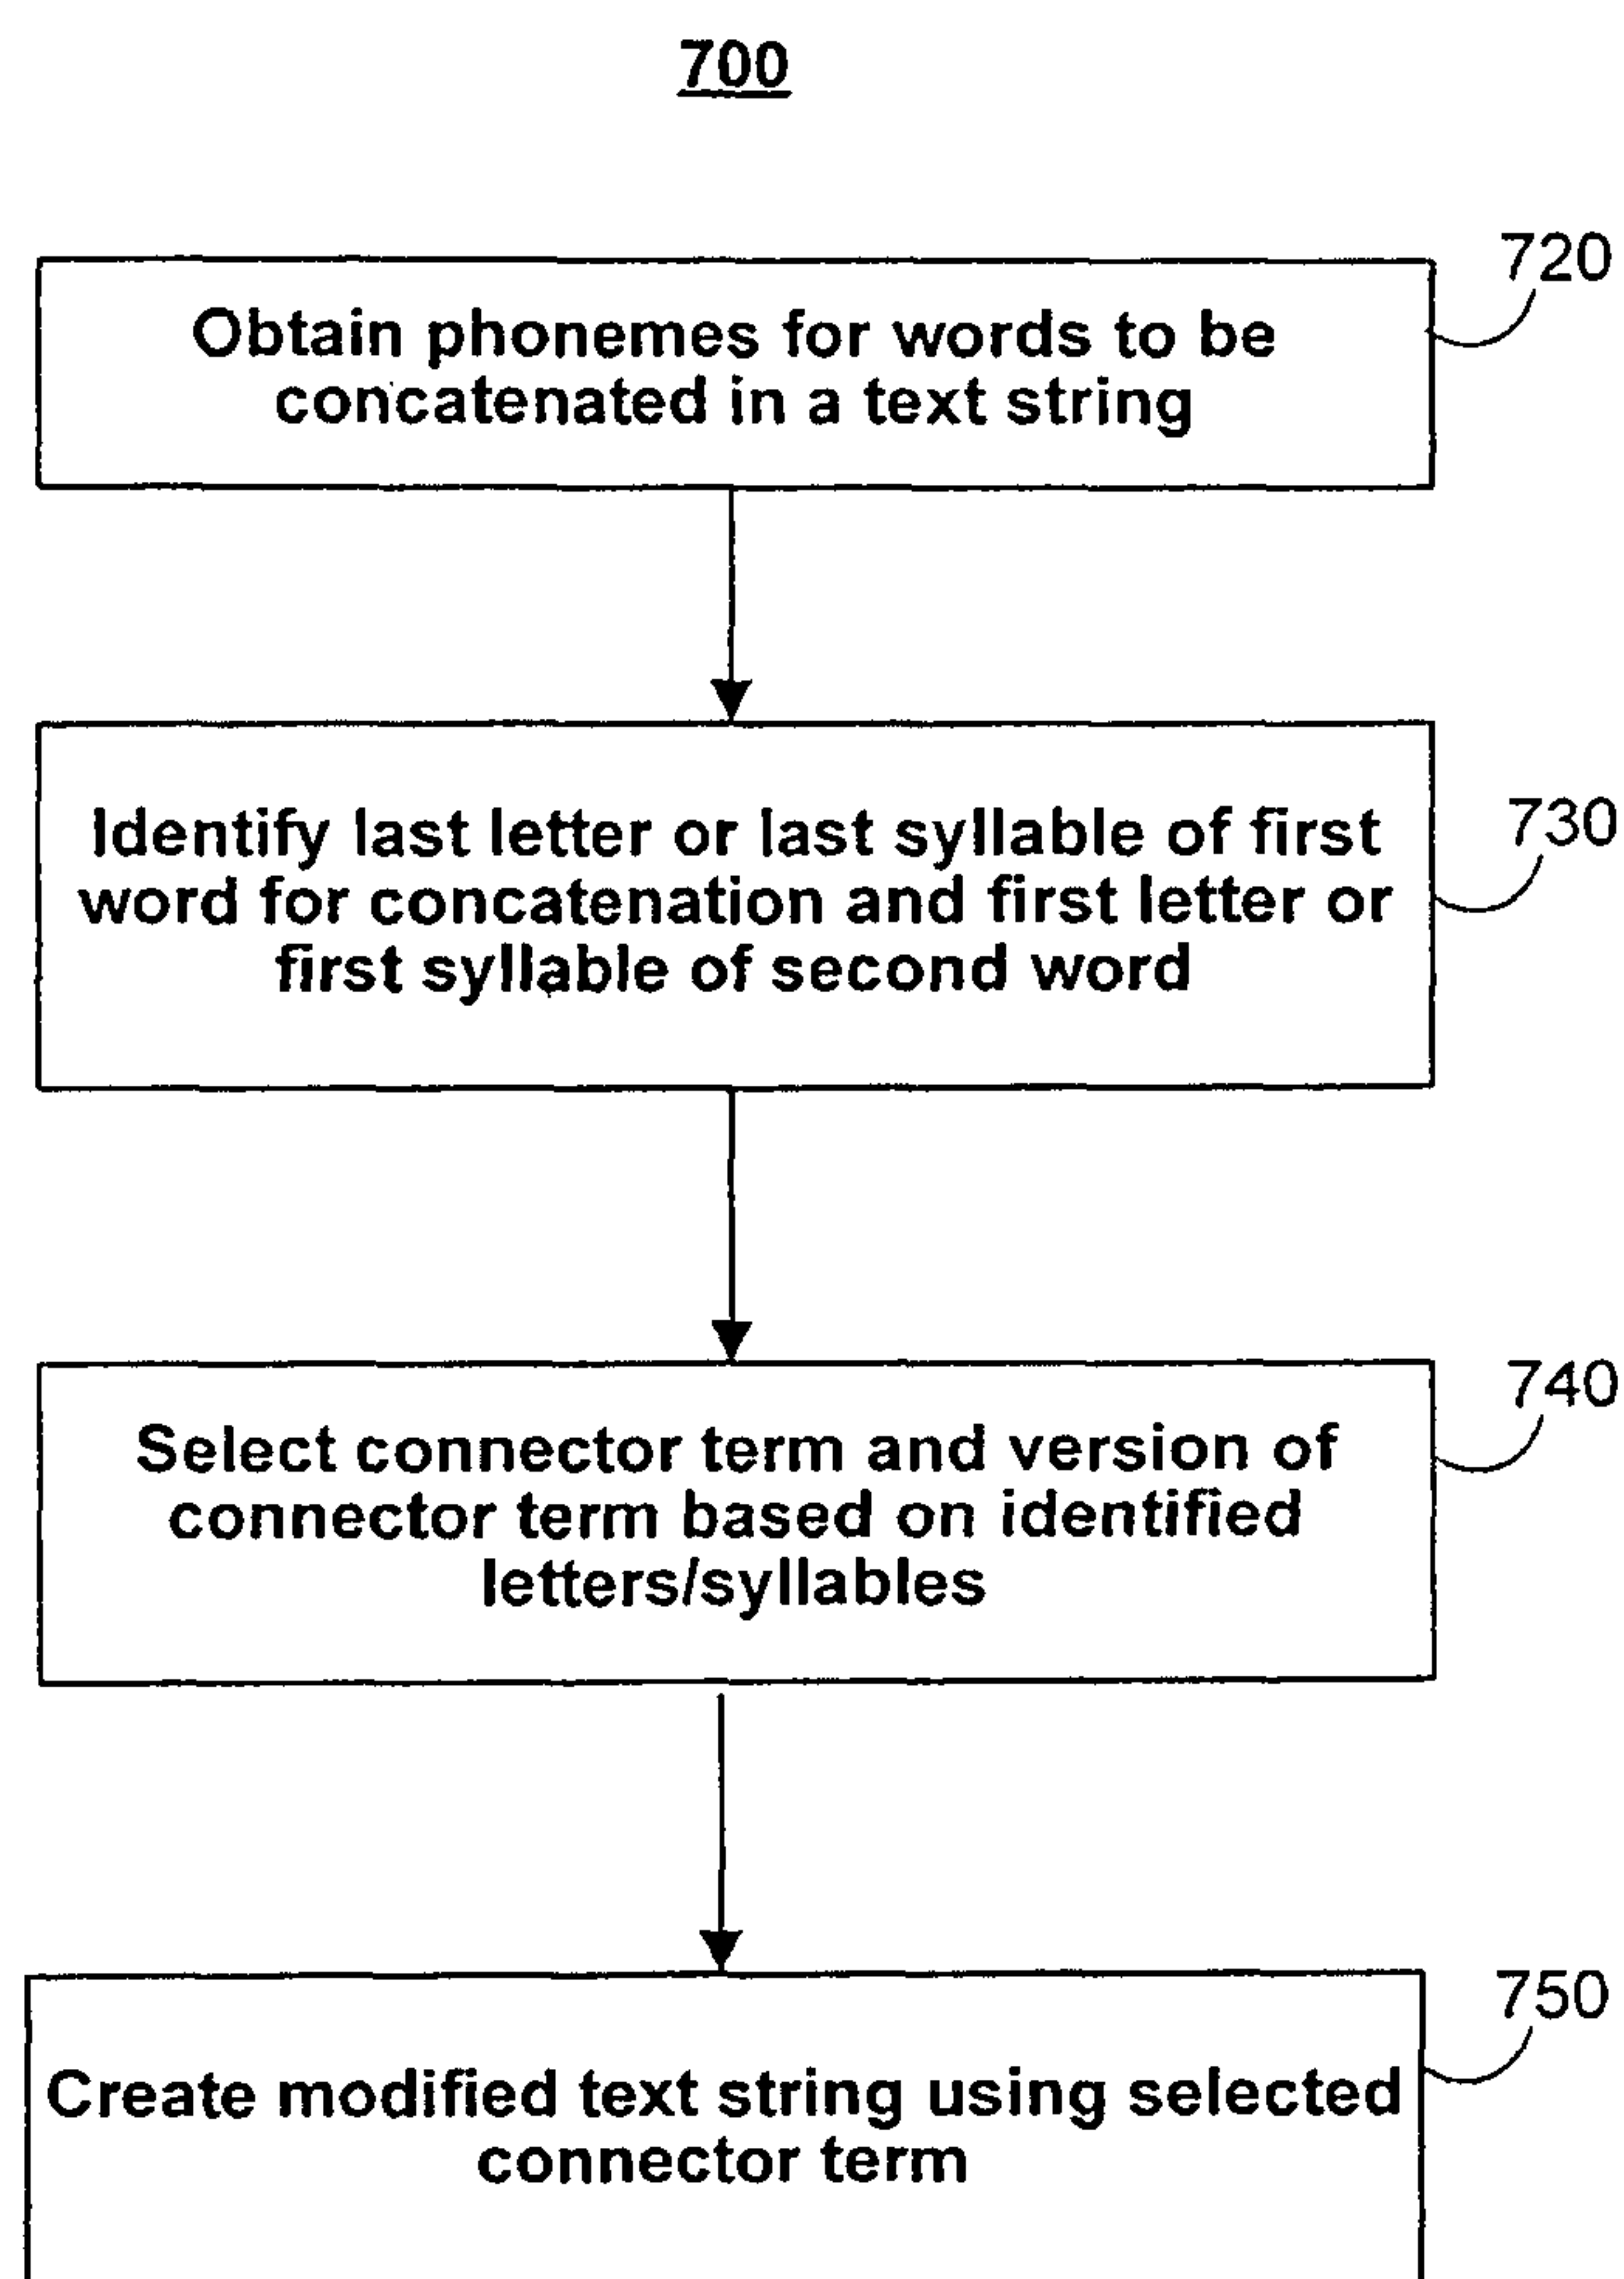 700
720
Obtain phonemes for words to be
concatenated in a text string
730
Identify last letter or last syllable of first
word for concatenation and first letter or
first syllable of second word
740
Select connector term and version of
connector term based on identified
letters/syllables
750
Create modified text string using selected
connector term